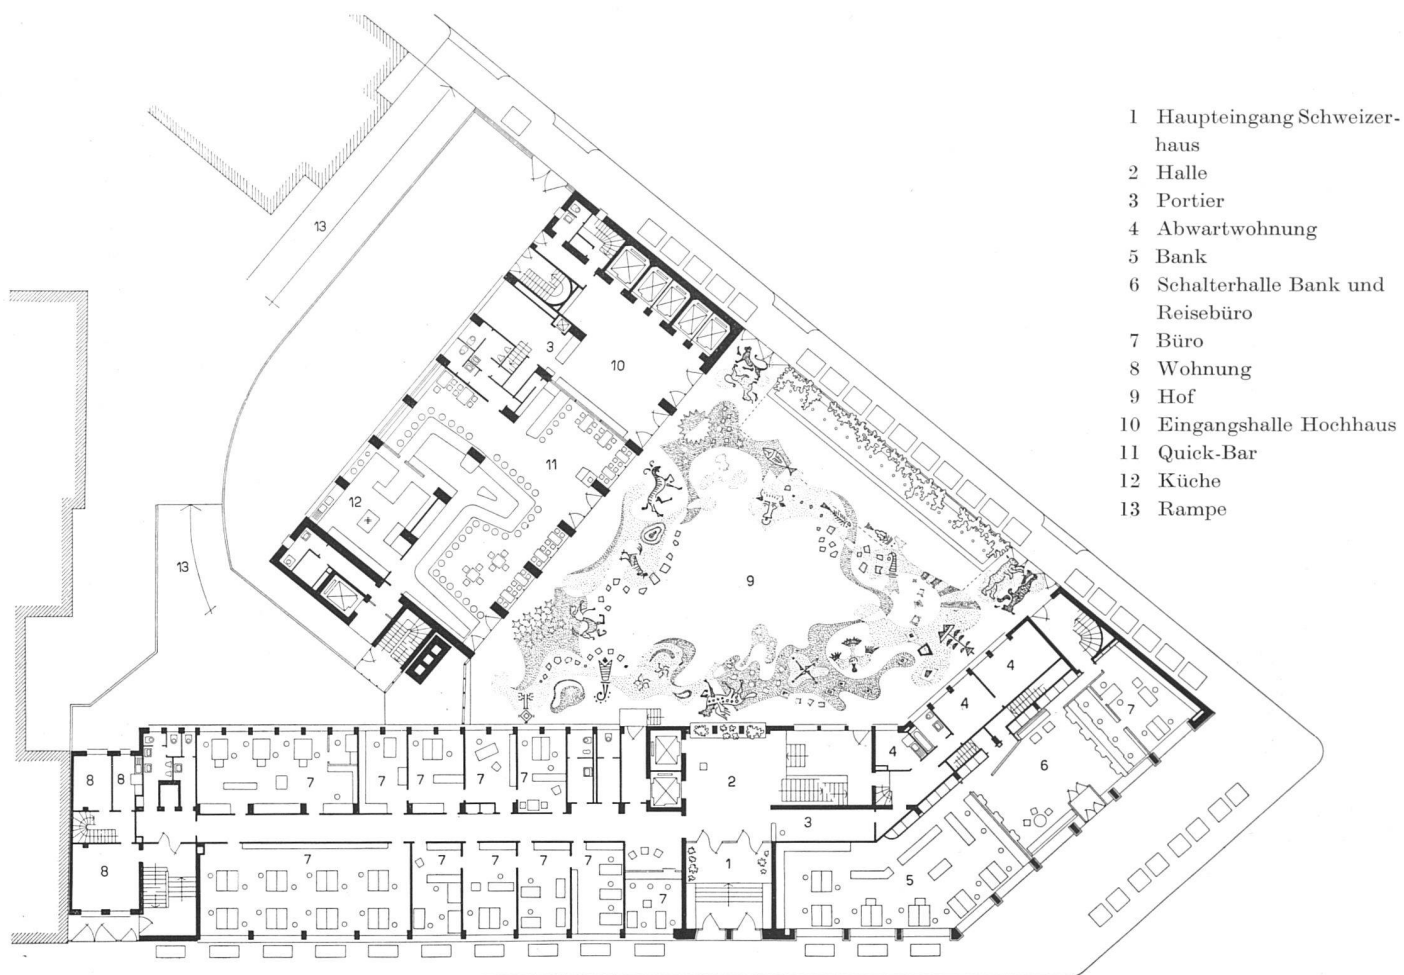 1 Haupteingang Schweizer-
haus
2 Halle
3 Portier
4 Abwartwohnung
5 Bank
6 Schalterhalle Bank und
Reisebüro
7 Büro
8 Wohnung
9 Hof
10 Eingangshalle Hochhaus
11 Quick-Bar
12 Küche
13 Rampe
13
3
10
11
12
13
9
4
4
7
8
8
7
7
7
7
7
2
4
6
3
8
7
7
7
7
7
7
1
5